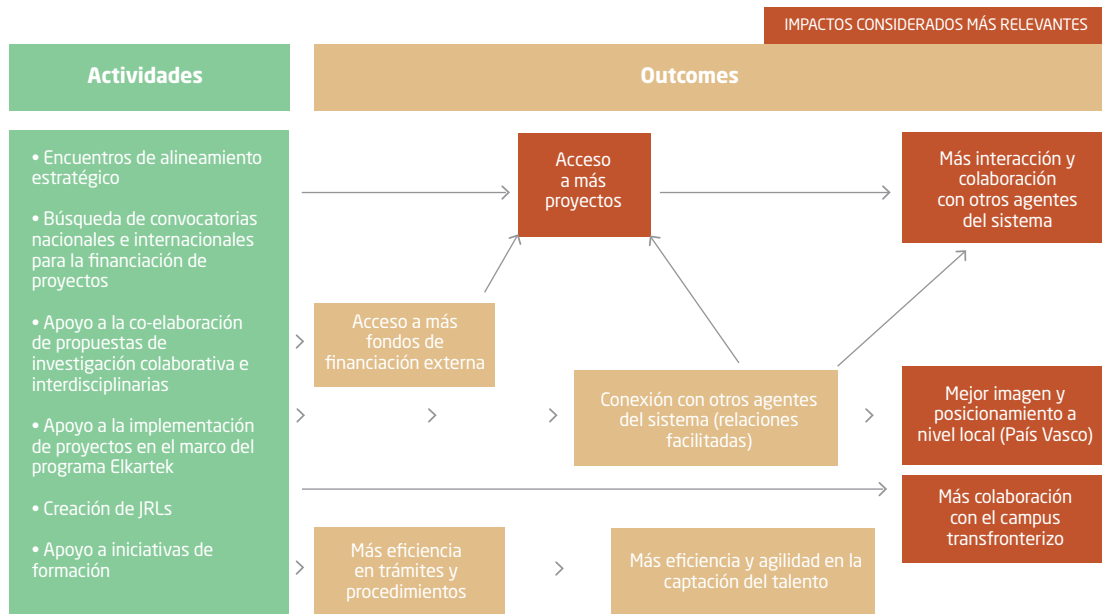 IMPACTOS CONSIDERADOS MÁS RELEVANTES
Actividades
Outcomes
• Encuentros de alineamiento
estratégico
• Búsqueda de convocatorias
nacionales e internacionales
para la financiación de
proyectos
• Apoyo a la co-elaboración
de propuestas de
investigación colaborativa e
interdisciplinarias
• Apoyo a la implementación
de proyectos en el marco del
programa Elkartek
• Creación de JRLs
• Apoyo a iniciativas de
formación
Acceso
a más
proyectos
Más interacción y
colaboración
con otros agentes
del sistema
Acceso a más
fondos de
financiación externa
Conexión con otros agentes
del sistema (relaciones
facilitadas)
Mejor imagen y
posicionamiento a
nivel local (País Vasco)
Más colaboración
con el campus
transfronterizo
Más eficiencia
en trámites y
procedimientos
Más eficiencia y agilidad en la
captación del talento